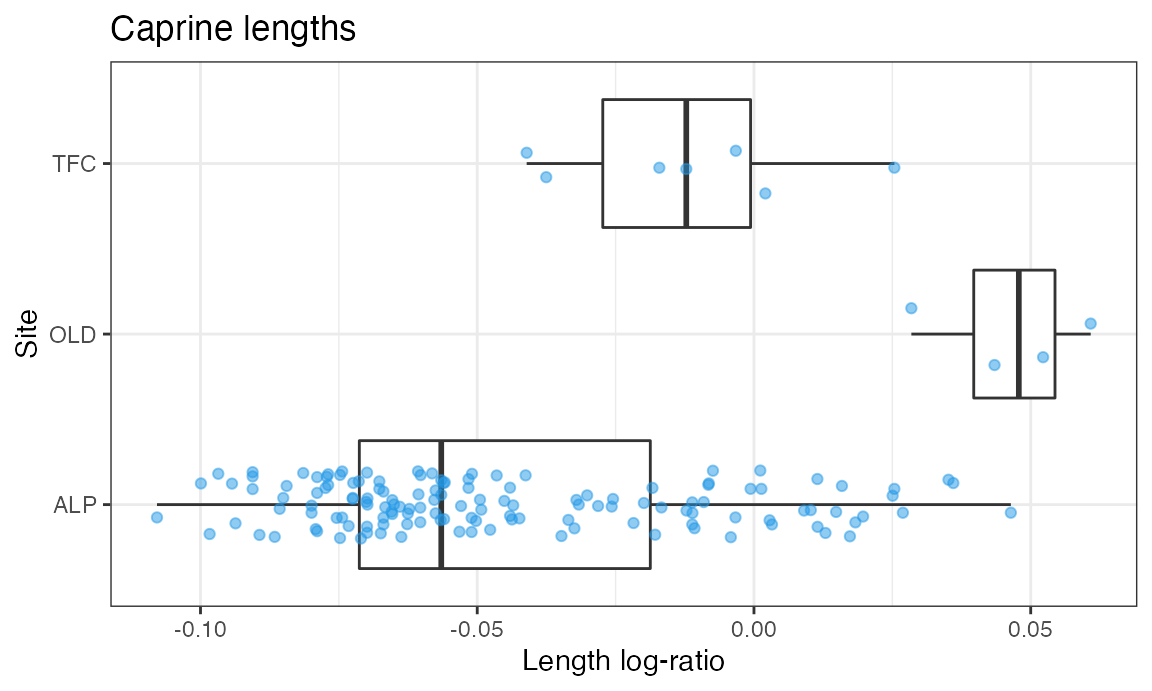 Caprine lengths
TFC
OLD
ALP
Site
-0.10 -0.05 0.00 0.05
Length log-ratio